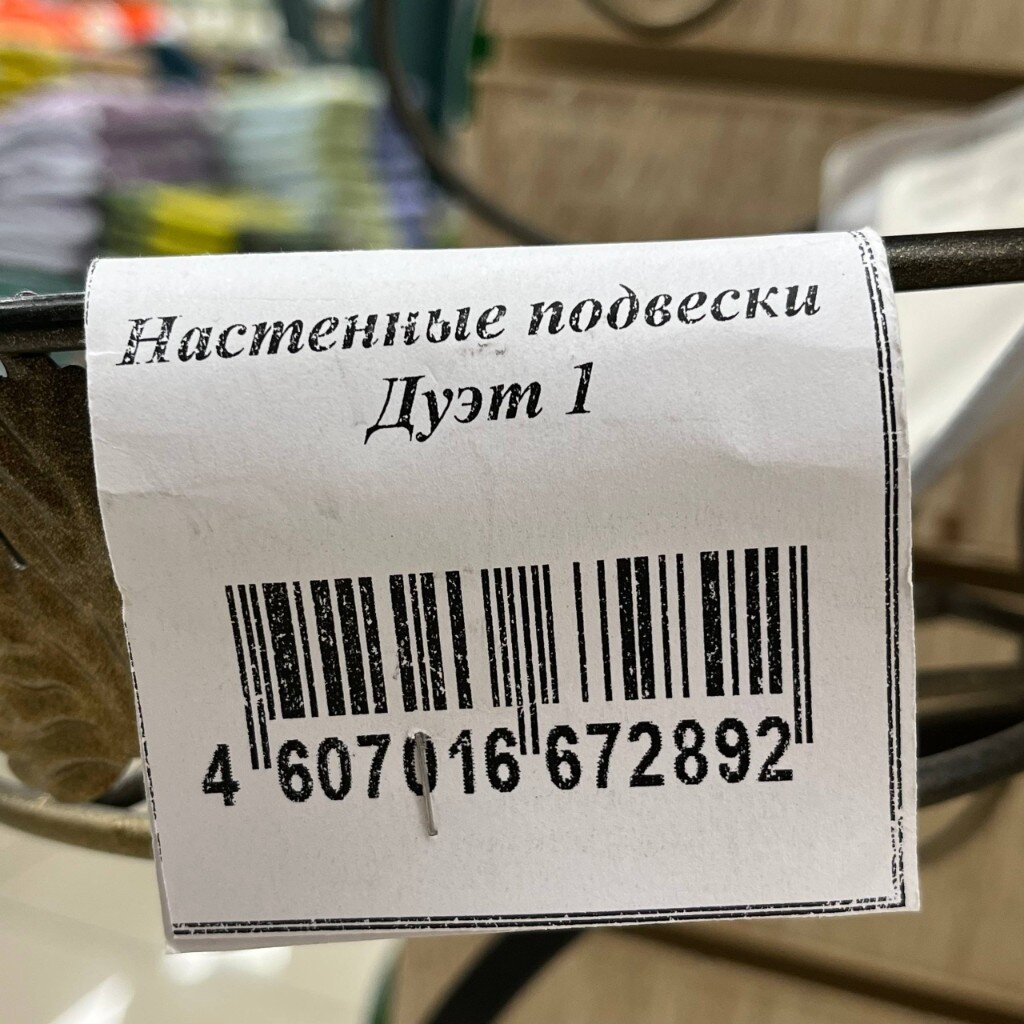 Настенные подвески
Дуэт 1
4 607016 672892